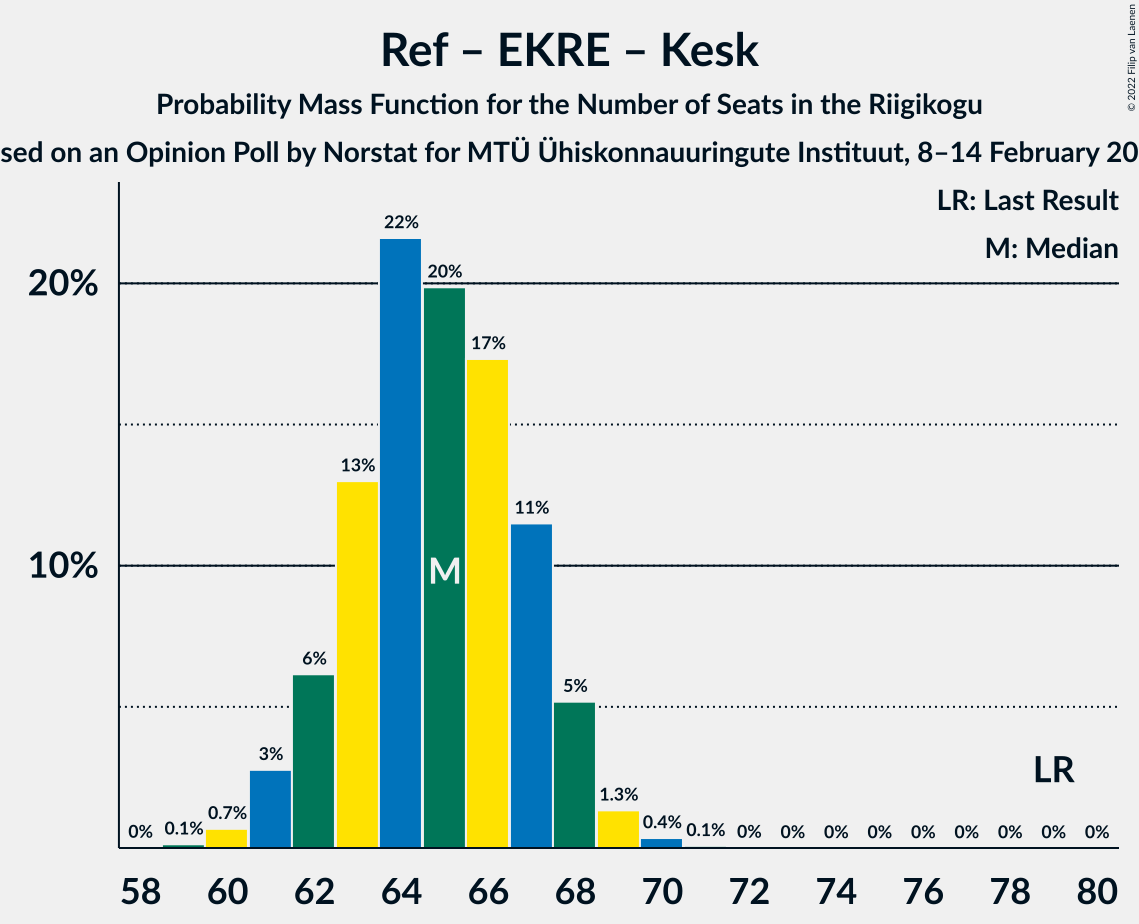 Ref – EKRE – Kesk
Probability Mass Function for the Number of Seats in the Riigikogu
sed on an Opinion Poll by Norstat for MTÜ Ühiskonnauuringute Instituut, 8–14 February 20
© 2022 Filip van Laenen
LR: Last Result
M: Median
20%
10%
0% 0.1% 0.7% 3% 6% 13% 22% 20% 17% 11% 5% 1.3% 0.4% 0.1% 0% 0% 0% 0% 0% 0% 0% 0% 0%
M
LR
58 60 62 64 66 68 70 72 74 76 78 80